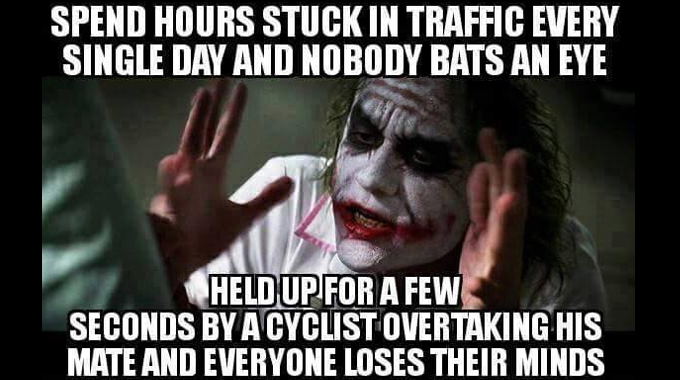 SPEND HOURS STUCK IN TRAFFIC EVERY
SINGLE DAY AND NOBODY BATS AN EYE
HELD UP FOR A FEW
SECONDS BY A CYCLIST OVERTAKING HIS
MATE AND EVERYONE LOSES THEIR MINDS